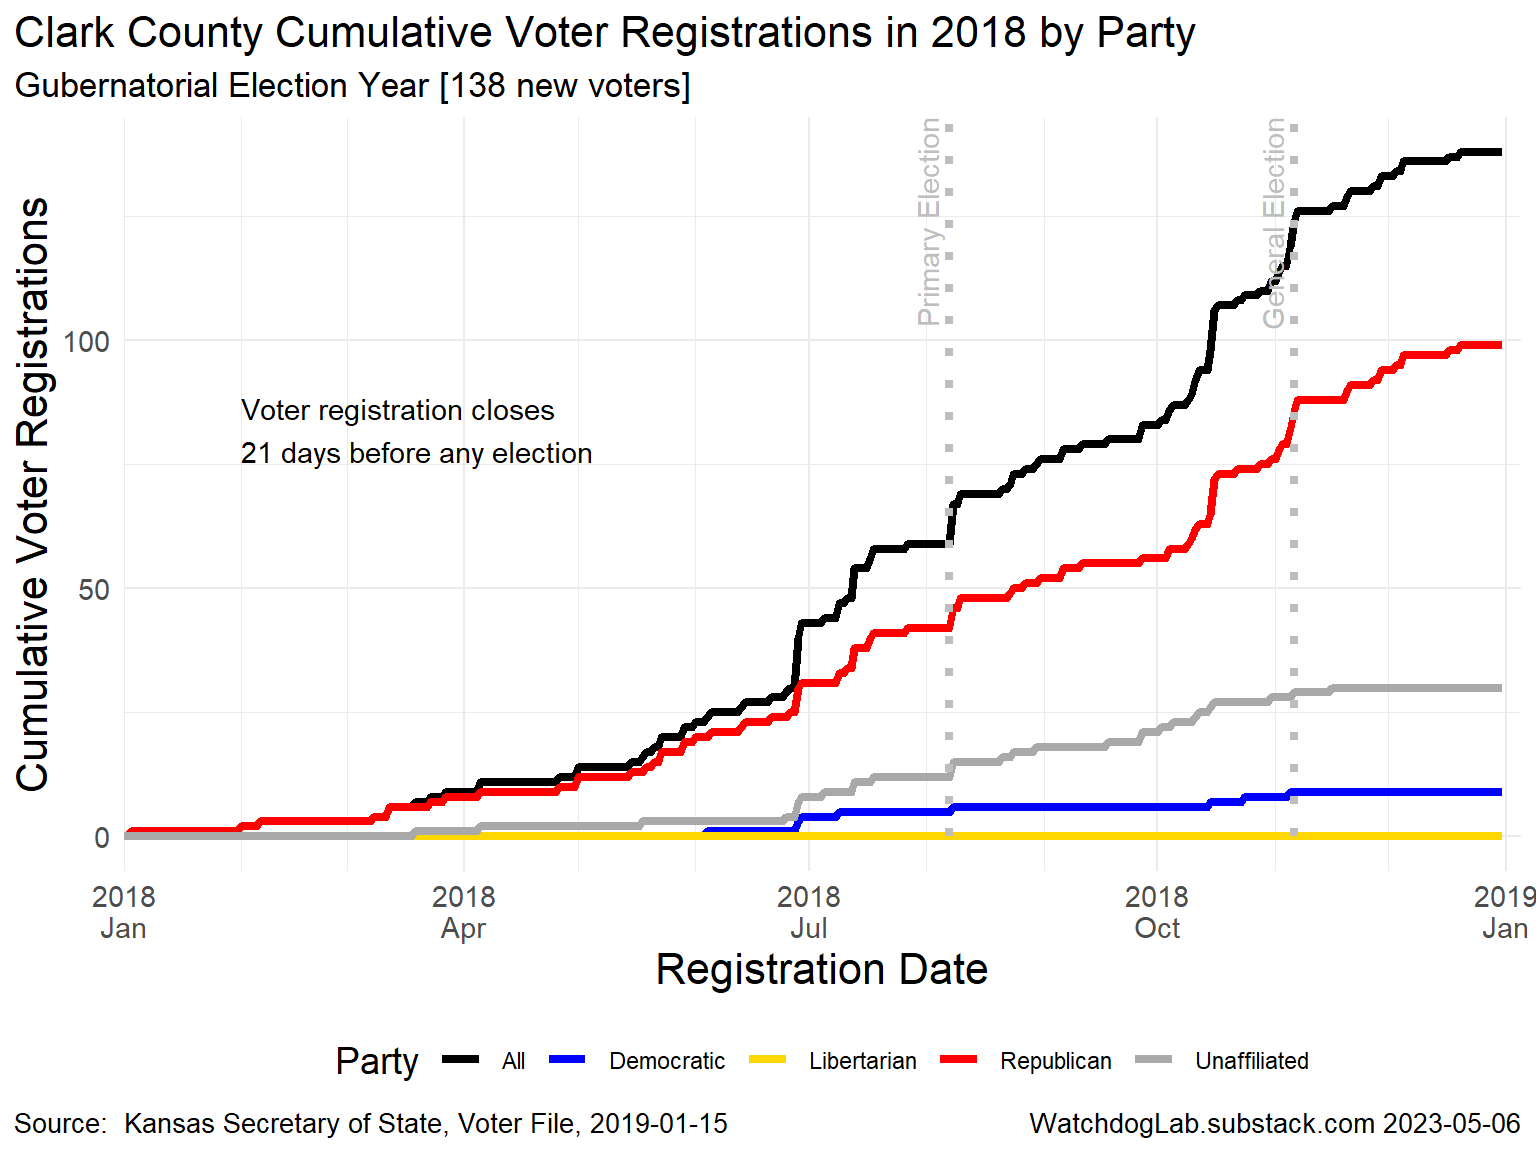 Clark County Cumulative Voter Registrations in 2018 by Party
Gubernatorial Election Year [138 new voters]
Cumulative Voter Registrations
100
50
0
Primary Election
General Election
Voter registration closes
21 days before any election
2018
Jan
2018
Apr
2018
Jul
2018
Oct
2019
Jan
Registration Date
Party
All
Democratic
Libertarian
Republican
Unaffiliated
Source:  Kansas Secretary of State, Voter File, 2019-01-15
WatchdogLab.substack.com 2023-05-06